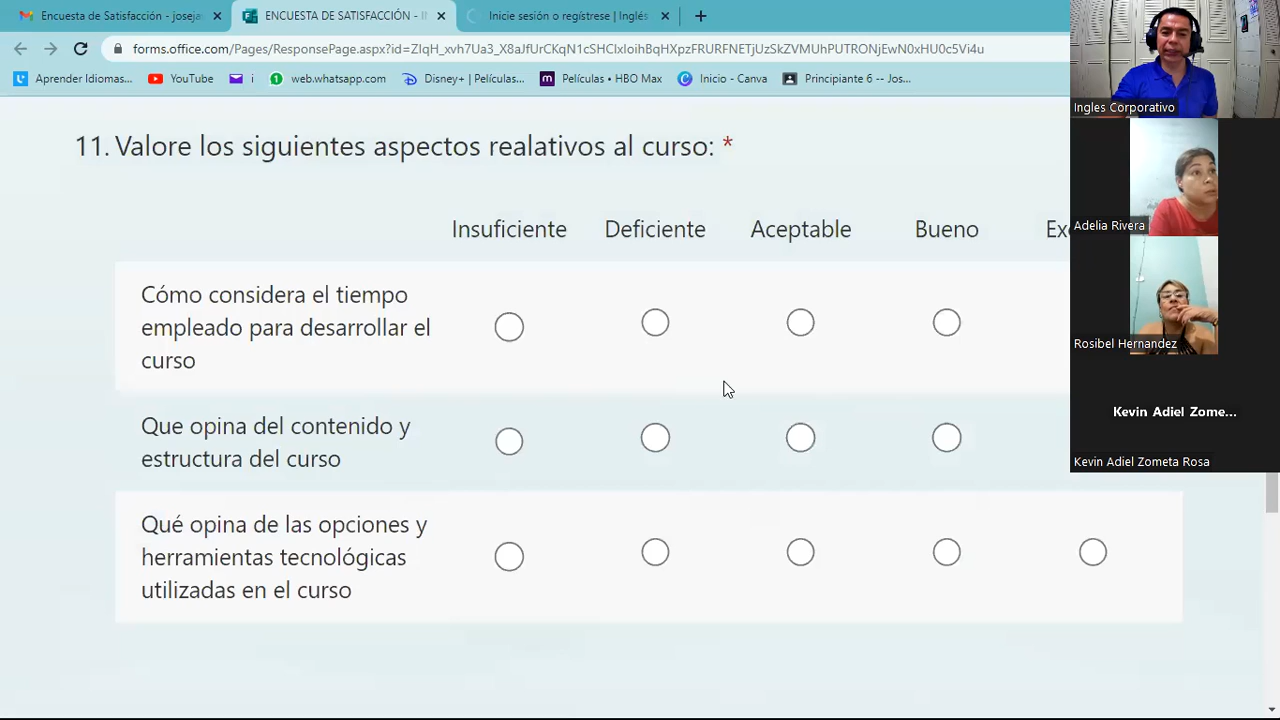 Encuesta de Satisfacción - joseja
ENCUESTA DE SATISFACCIÓN - I
Inicie sesión o regístrese | Inglés
forms.office.com/Pages/ResponsePage.aspx?id=
Aprender Idiomas...
YouTube
i
web.whatsapp.com
Disney+ | Películas...
Películas • HBO Max
Inicio - Canva
Principiante 6 -- Jos...
11. Valore los siguientes aspectos realativos al curso: *
Insuficiente Deficiente Aceptable Bueno Exc
Cómo considera el tiempo
empleado para desarrollar el
curso
Que opina del contenido y
estructura del curso
Qué opina de las opciones y
herramientas tecnológicas
utilizadas en el curso
Ingles Corporativo
Adelia Rivera
Rosibel Hernandez
Kevin Adiel Zome...
Kevin Adiel Zometa Rosa